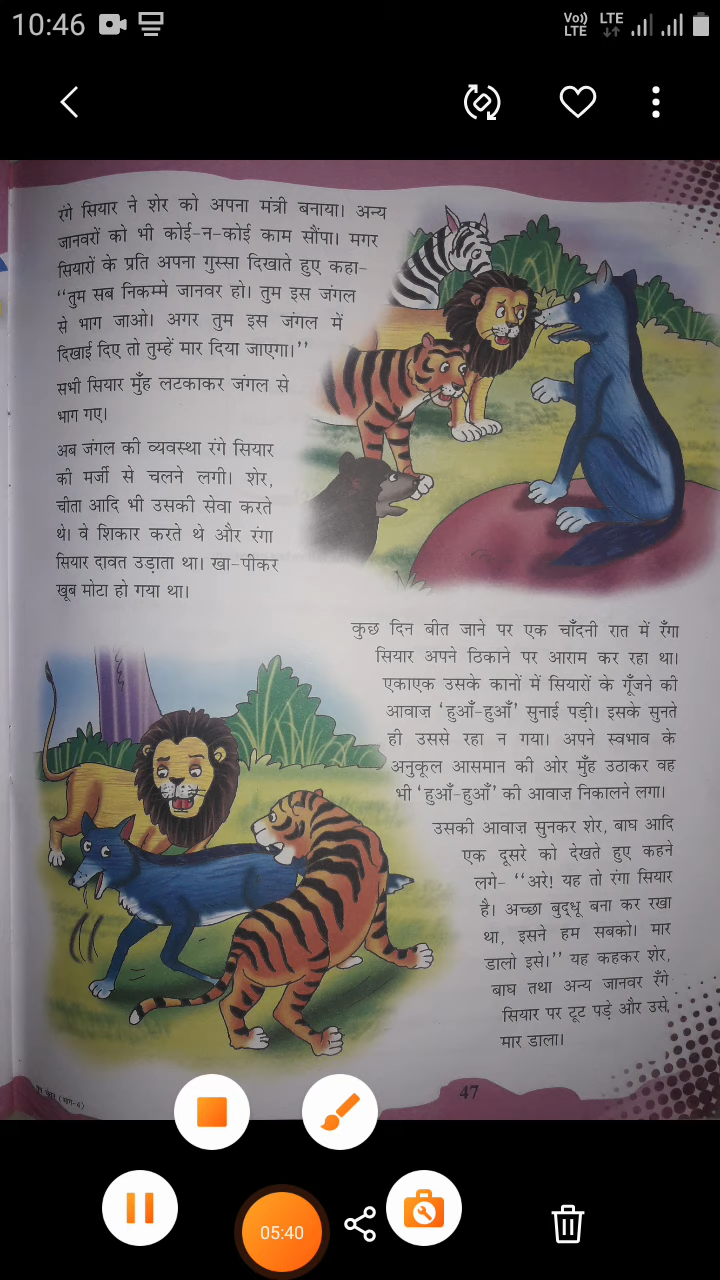 10:46
Vo)) LTE
LTE
रंगे सियार ने शेर को अपना मंत्री बनाया। अन्य
जानवरों को भी कोई-न-कोई काम सौंपा। मगर
सियारों के प्रति अपना गुस्सा दिखाते हुए कहा-
“तुम सब निकम्मे जानवर हो। तुम इस जंगल
से भाग जाओ। अगर तुम इस जंगल में
दिखाई दिए तो तुम्हें मार दिया जाएगा।’’
सभी सियार मुँह लटकाकर जंगल से
भाग गए।
अब जंगल की व्यवस्था रंगे सियार
की मर्जी से चलने लगी। शेर,
चीता आदि भी उसकी सेवा करते
थे। वे शिकार करते थे और रंगा
सियार दावत उड़ाता था। खा-पीकर
खूब मोटा हो गया था।
कुछ दिन बीत जाने पर एक चाँदनी रात में रँगा
सियार अपने ठिकाने पर आराम कर रहा था।
एकाएक उसके कानों में सियारों के गूँजने की
आवाज़ ‘हुआँ-हुआँ’ सुनाई पड़ी। इसके सुनते
ही उससे रहा न गया। अपने स्वभाव के
अनुकूल आसमान की ओर मुँह उठाकर वह
भी ‘हुआँ-हुआँ’ की आवाज़ निकालने लगा।
उसकी आवाज़ सुनकर शेर, बाघ आदि
एक दूसरे को देखते हुए कहने
लगे- ‘‘अरे! यह तो रंगा सियार
है। अच्छा बुद्धू बना कर रखा
था, इसने हम सबको। मार
डालो इसे।’’ यह कहकर शेर,
बाघ तथा अन्य जानवर रँगे
सियार पर टूट पड़े और उसे,
मार डाला।
(भाग-6)
47
05:40